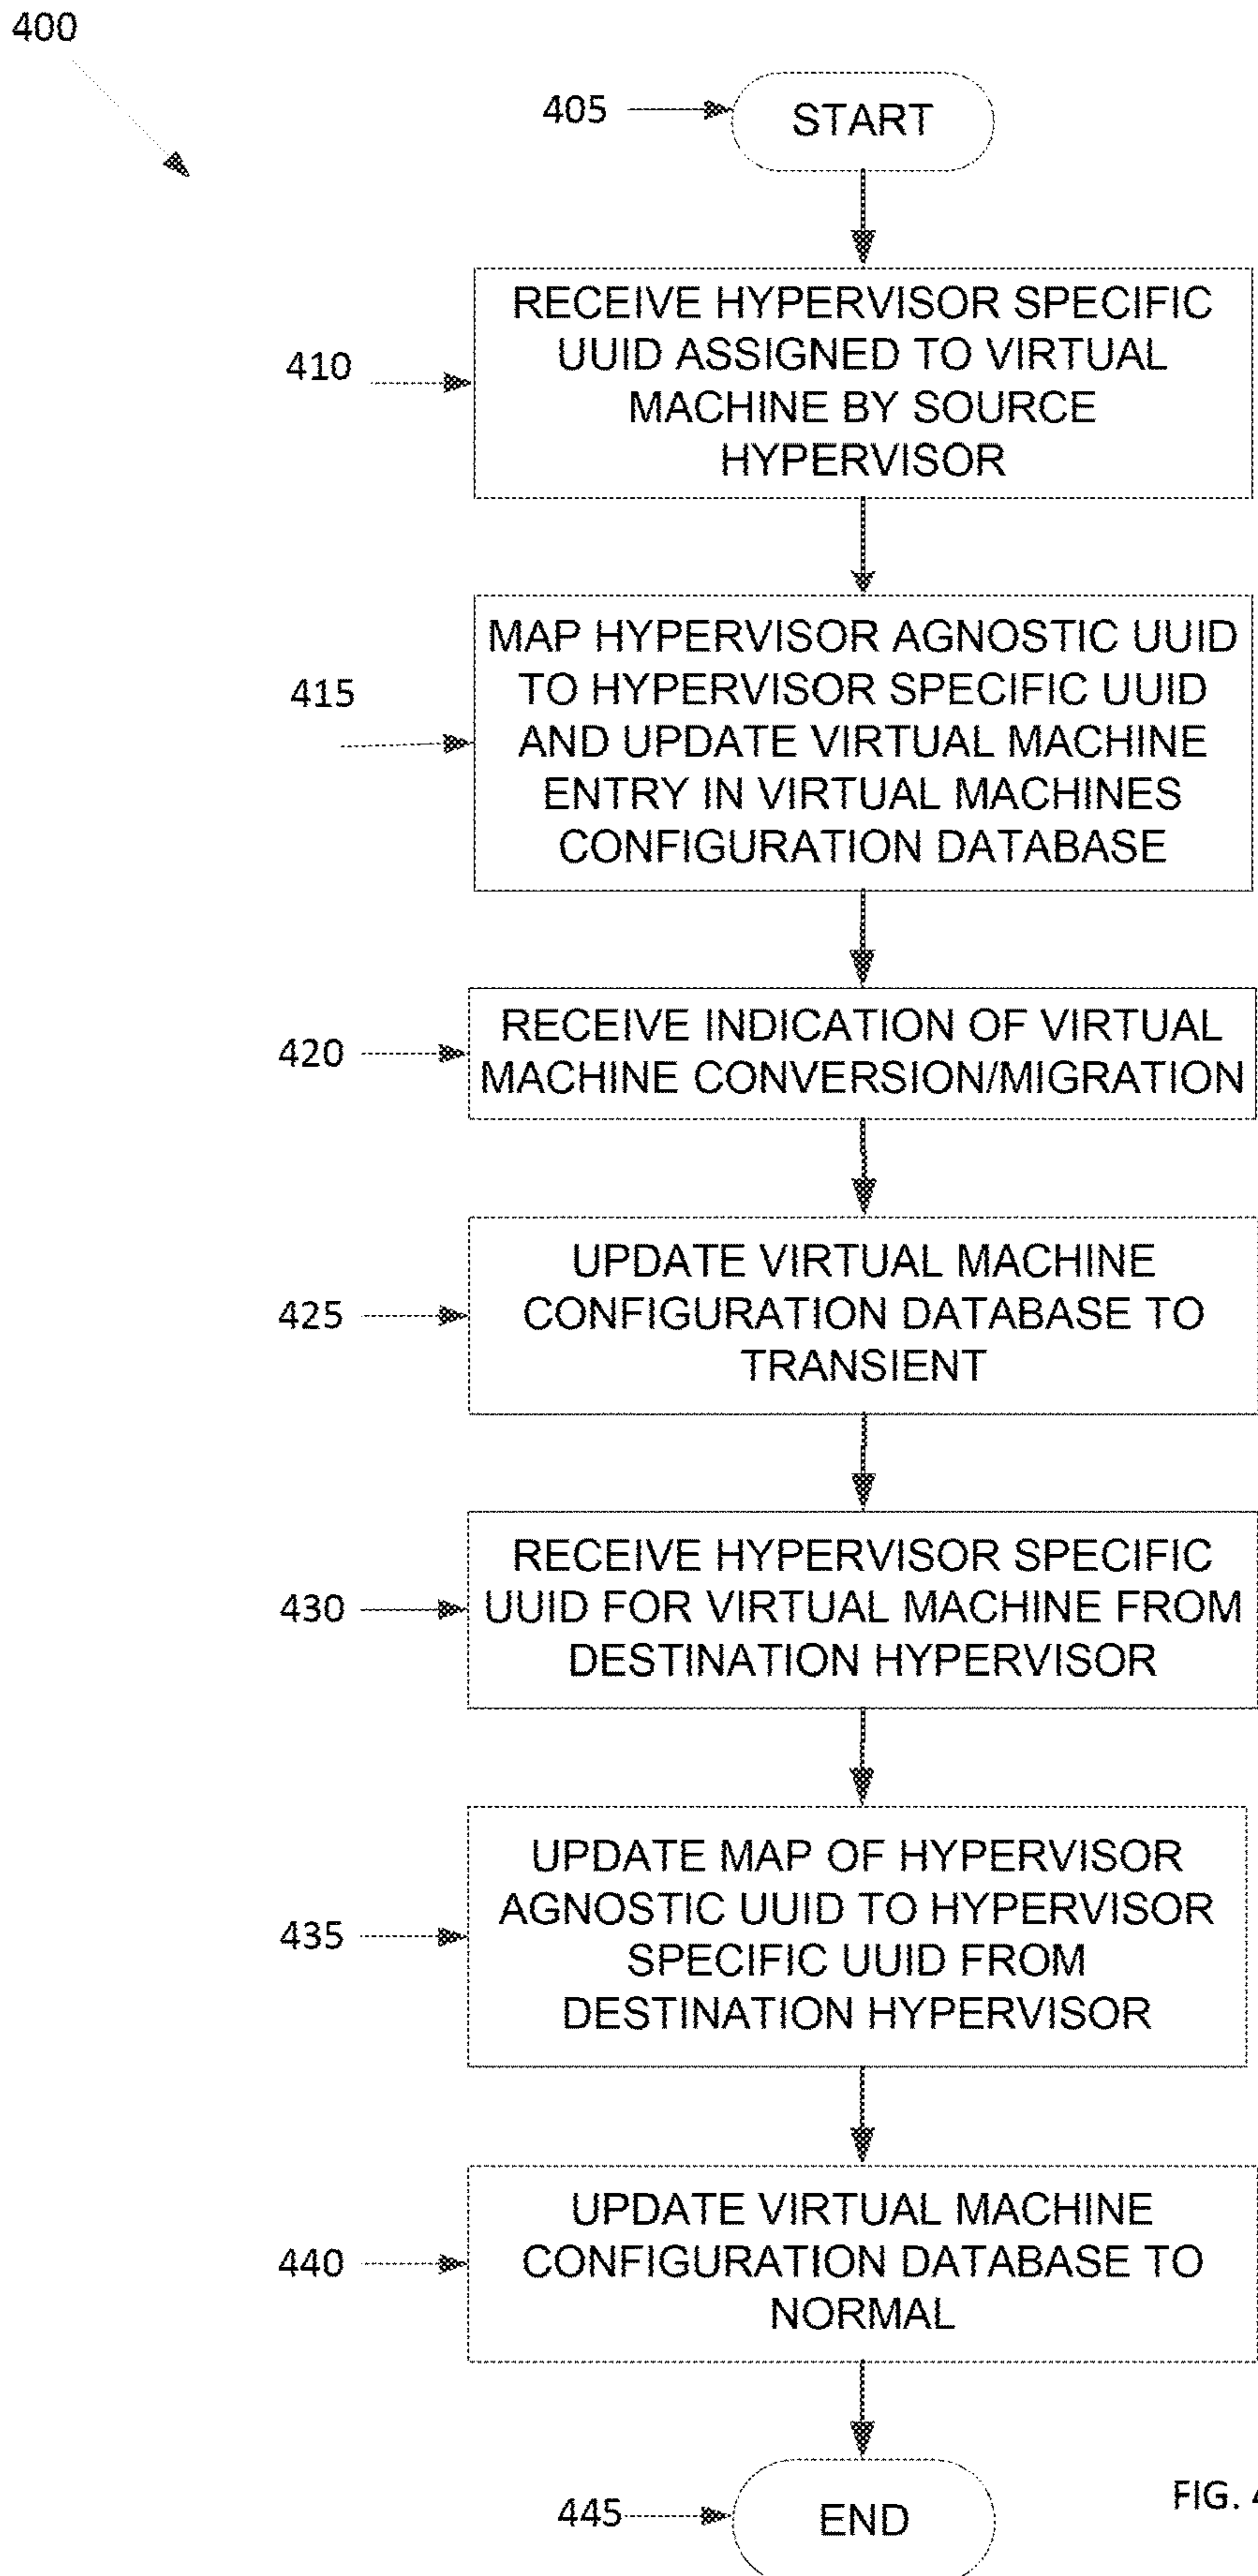 400
405
START
410
RECEIVE HYPERVISOR SPECIFIC
UUID ASSIGNED TO VIRTUAL
MACHINE BY SOURCE
HYPERVISOR
415
MAP HYPERVISOR AGNOSTIC UUID
TO HYPERVISOR SPECIFIC UUID
AND UPDATE VIRTUAL MACHINE
ENTRY IN VIRTUAL MACHINES
CONFIGURATION DATABASE
420
RECEIVE INDICATION OF VIRTUAL
MACHINE CONVERSION/MIGRATION
425
UPDATE VIRTUAL MACHINE
CONFIGURATION DATABASE TO
TRANSIENT
430
RECEIVE HYPERVISOR SPECIFIC
UUID FOR VIRTUAL MACHINE FROM
DESTINATION HYPERVISOR
435
UPDATE MAP OF HYPERVISOR
AGNOSTIC UUID TO HYPERVISOR
SPECIFIC UUID FROM
DESTINATION HYPERVISOR
440
UPDATE VIRTUAL MACHINE
CONFIGURATION DATABASE TO
NORMAL
445
END
FIG. 4